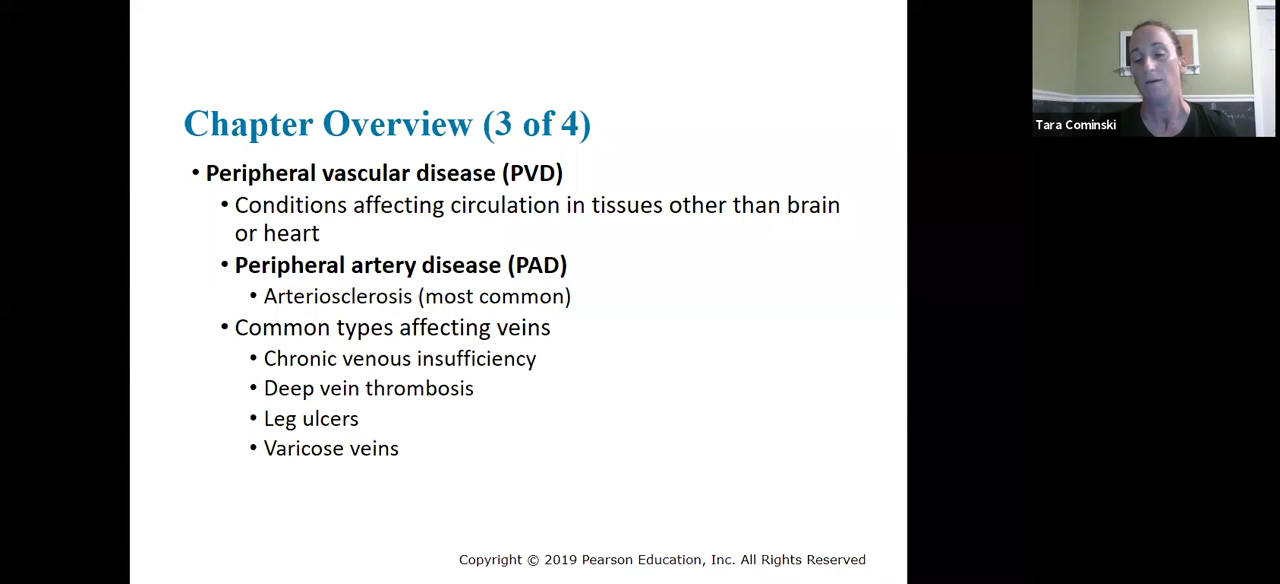 Chapter Overview (3 of 4)
• Peripheral vascular disease (PVD)
• Conditions affecting circulation in tissues other than brain
or heart
• Peripheral artery disease (PAD)
• Arteriosclerosis (most common)
• Common types affecting veins
• Chronic venous insufficiency
• Deep vein thrombosis
• Leg ulcers
• Varicose veins
Copyright © 2019 Pearson Education, Inc. All Rights Reserved
Tara Cominski